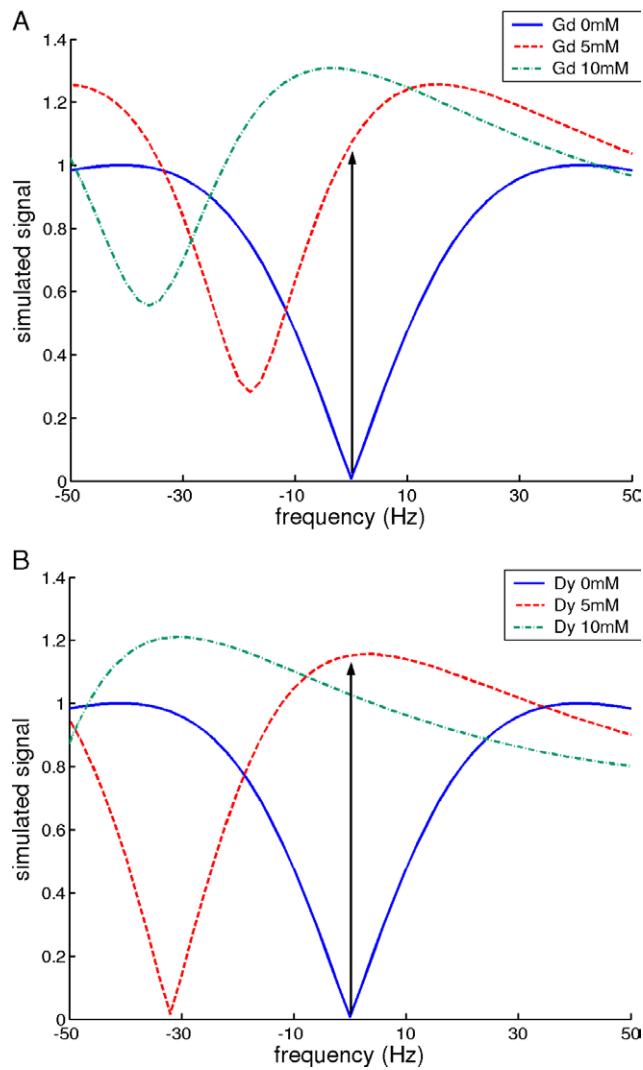 A
Gd 0mM
Gd 5mM
Gd 10mM
1.4
1.2
1
0.8
0.6
0.4
0.2
0
simulated signal
-50 -30 -10 10 30 50
frequency (Hz)
B
Dy 0mM
Dy 5mM
Dy 10mM
1.4
1.2
1
0.8
0.6
0.4
0.2
0
simulated signal
-50 -30 -10 10 30 50
frequency (Hz)